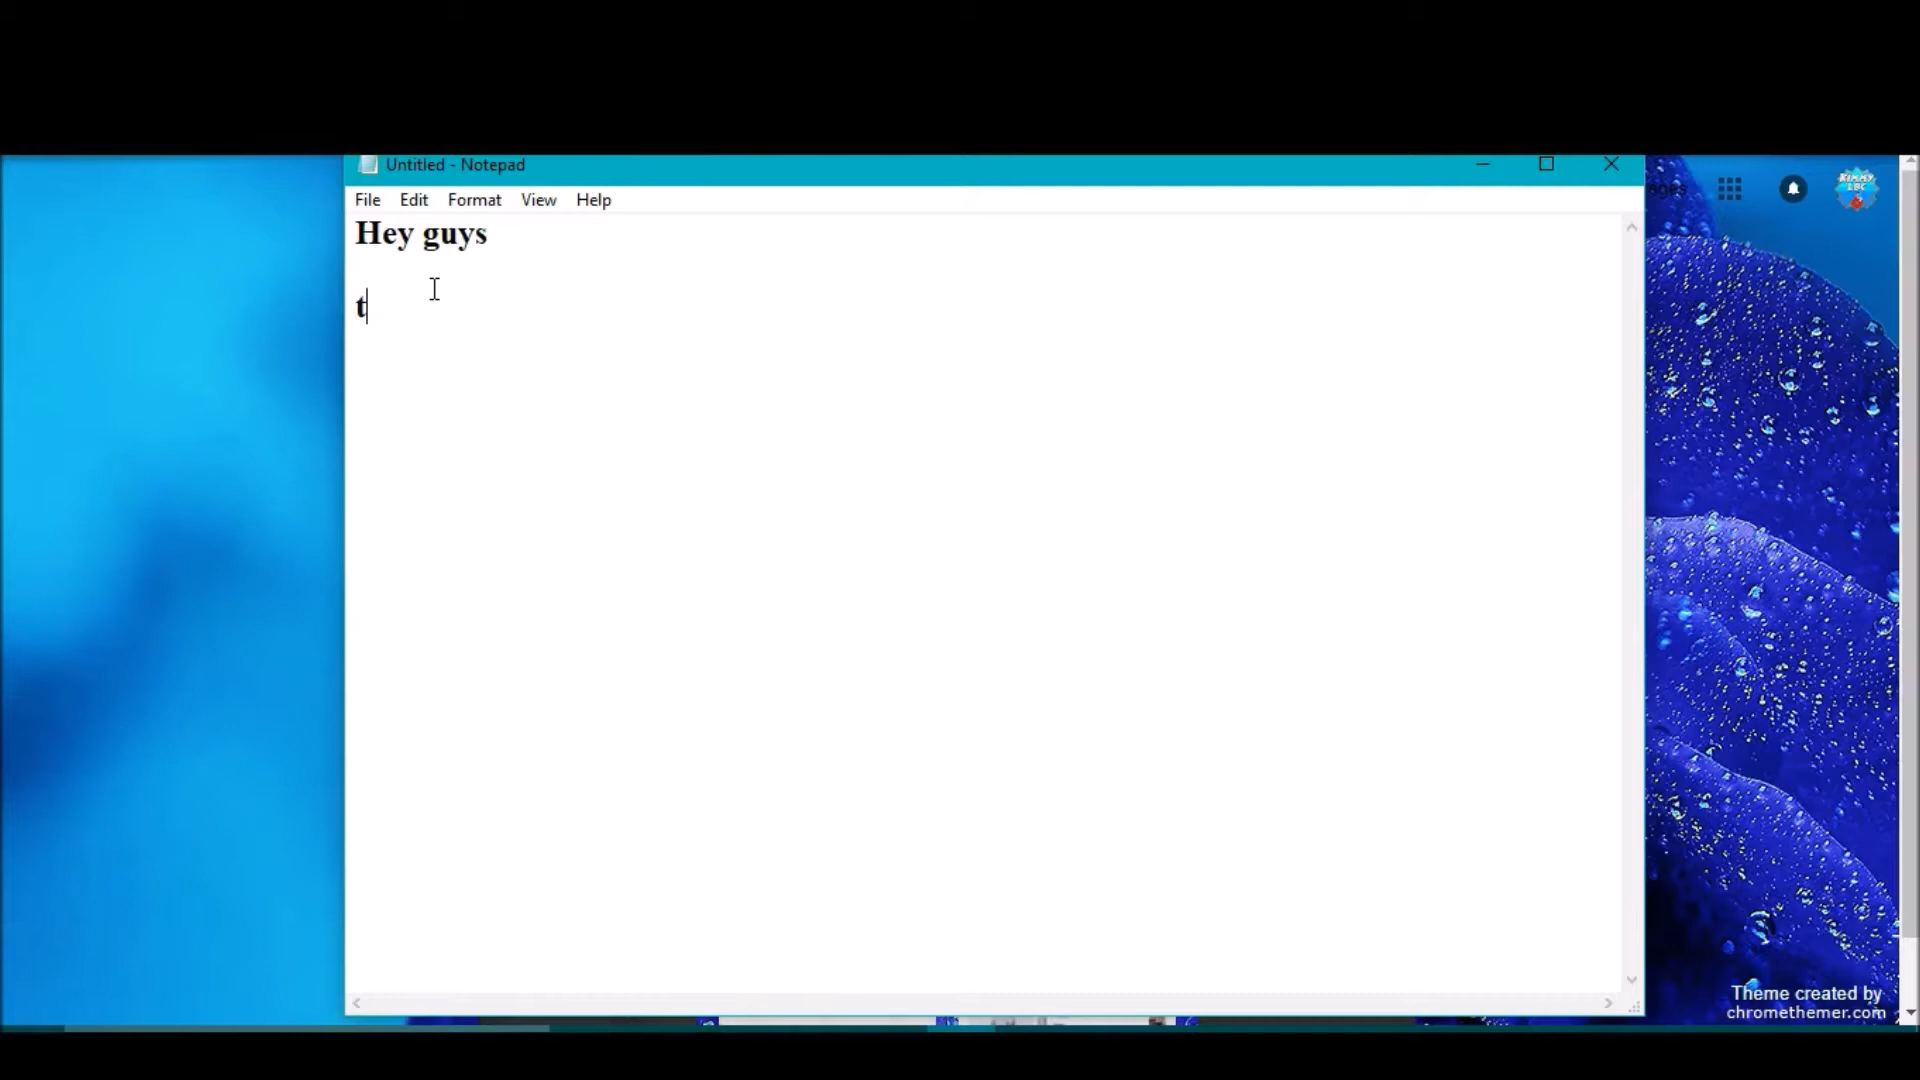 Untitled - Notepad
File Edit Format View Help
Hey guys
t
Theme created by
chromethemer.com